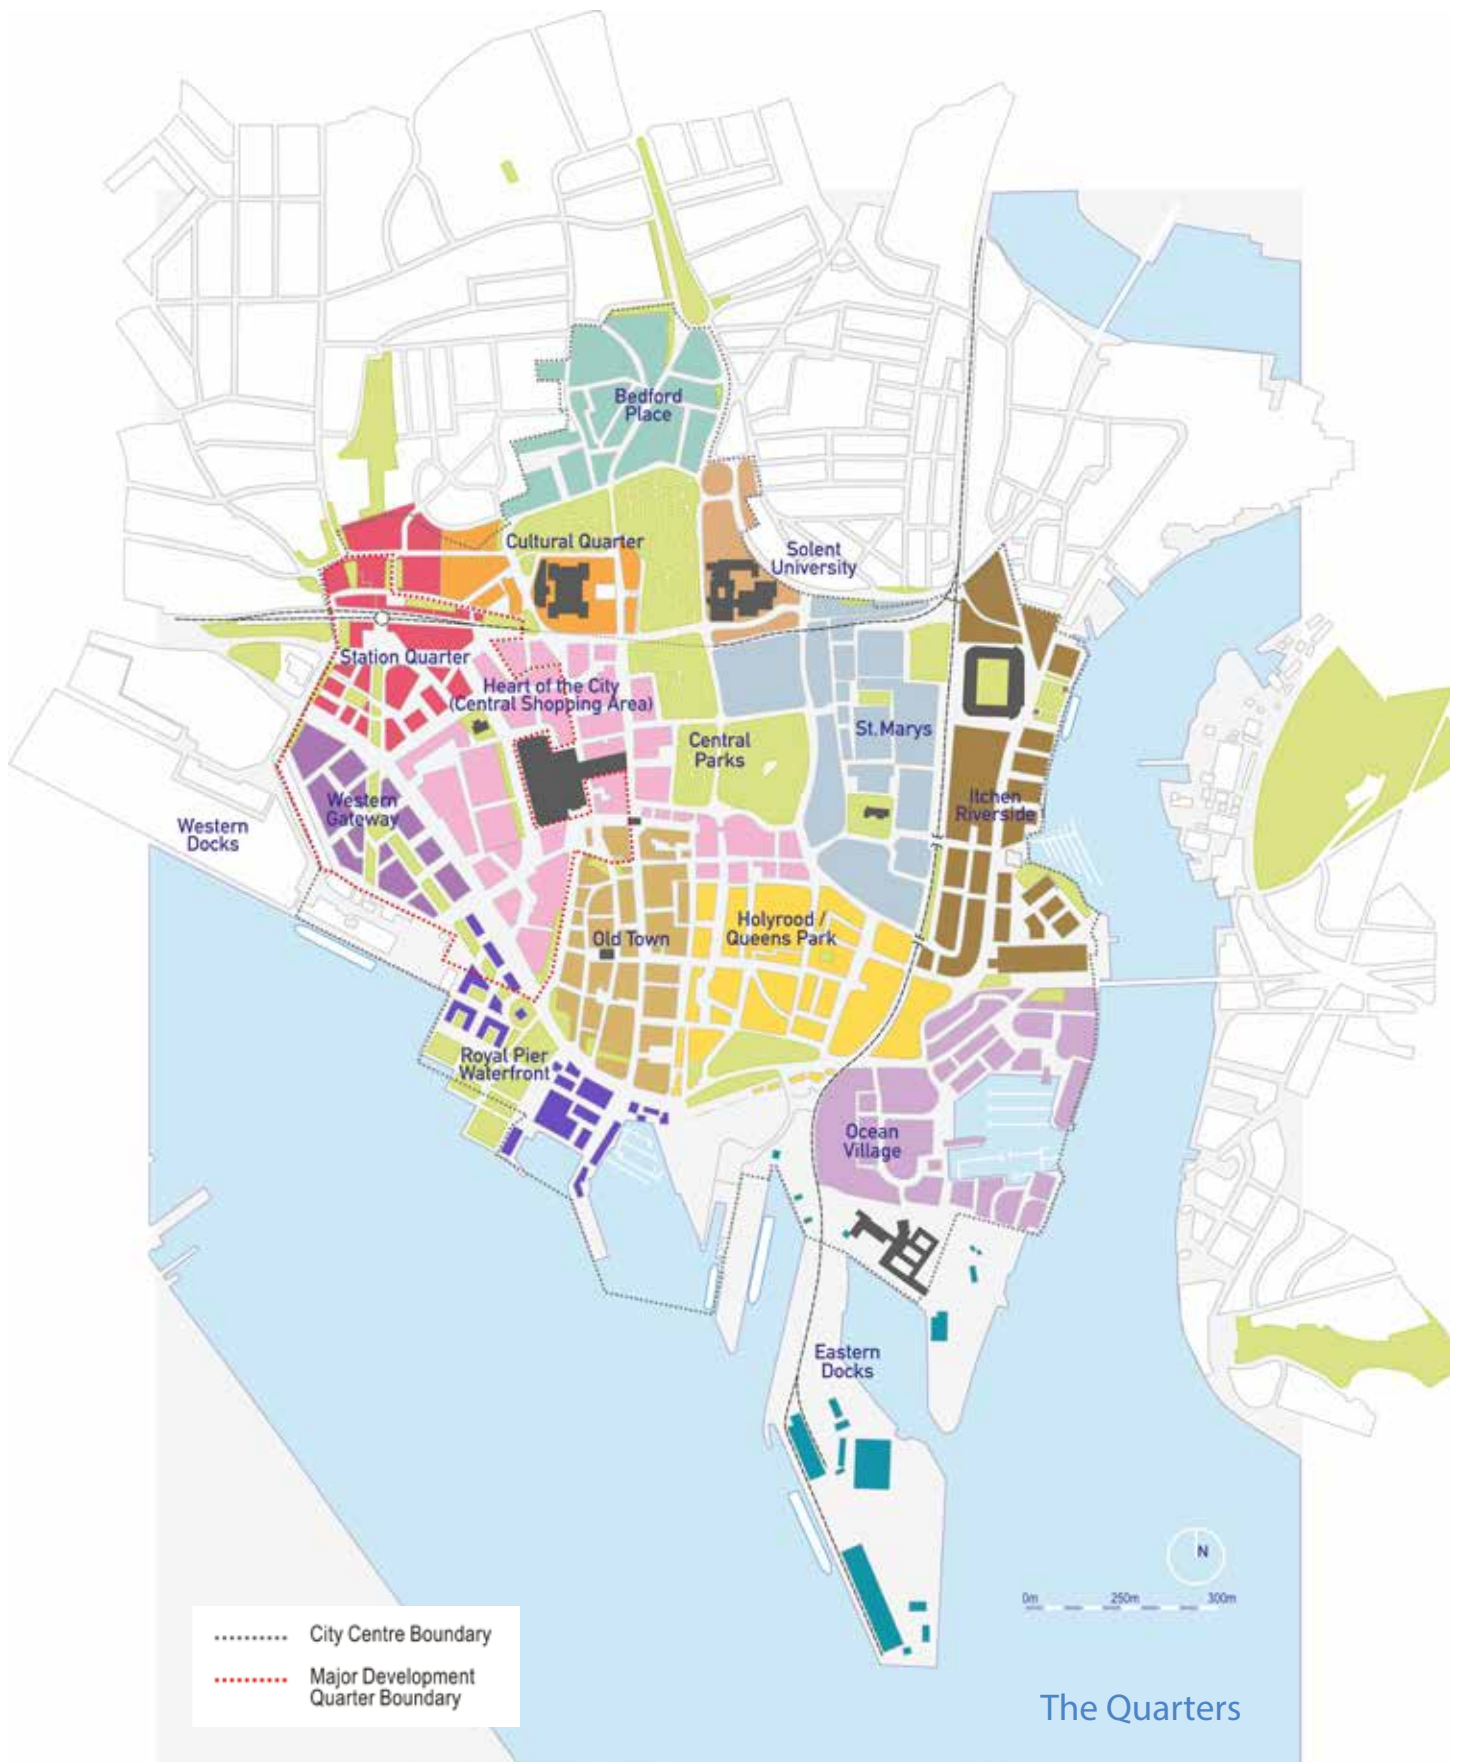 Bedford
Place
Cultural Quarter
Solent
University
Station Quarter
Heart of the City
(Central Shopping Area)
St.Marys
Central
Parks
Western
Gateway
Itchen
Riverside
Western
Docks
Holyrood /
Queens Park
Old Town
Royal Pier
Waterfront
Ocean
Village
Eastern
Docks
N
0m 250m 300m
City Centre Boundary
Major Development
Quarter Boundary
The Quarters